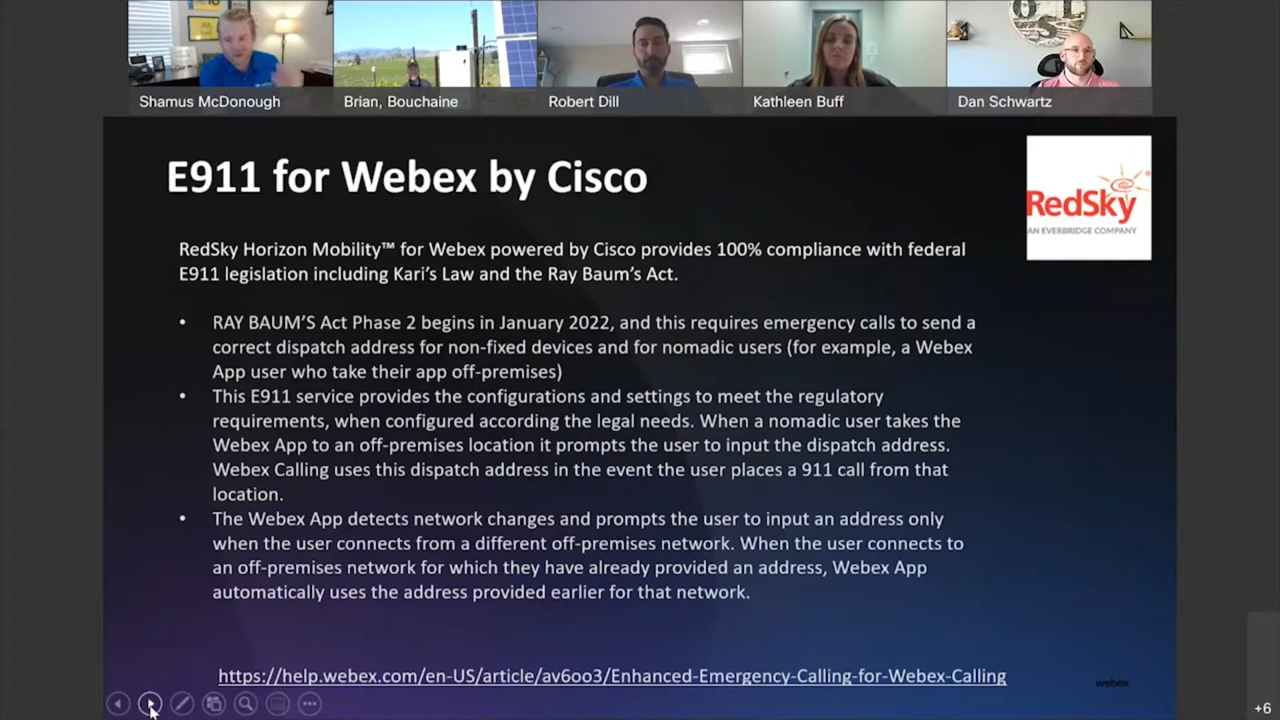 Shamus McDonough
Brian, Bouchaine
Robert Dill
Kathleen Buff
Dan Schwartz
E911 for Webex by Cisco
RedSky
AN EVERBRIDGE COMPANY
RedSky Horizon Mobility™ for Webex powered by Cisco provides 100% compliance with federal
E911 legislation including Kari's Law and the Ray Baum's Act.
• RAY BAUM'S Act Phase 2 begins in January 2022, and this requires emergency calls to send a
correct dispatch address for non-fixed devices and for nomadic users (for example, a Webex
App user who take their app off-premises)
• This E911 service provides the configurations and settings to meet the regulatory
requirements, when configured according the legal needs. When a nomadic user takes the
Webex App to an off-premises location it prompts the user to input the dispatch address.
Webex Calling uses this dispatch address in the event the user places a 911 call from that
location.
• The Webex App detects network changes and prompts the user to input an address only
when the user connects from a different off-premises network. When the user connects to
an off-premises network for which they have already provided an address, Webex App
automatically uses the address provided earlier for that network.
https://help.webex.com/en-US/article/av6oo3/Enhanced-Emergency-Calling-for-Webex-Calling
webex
+6